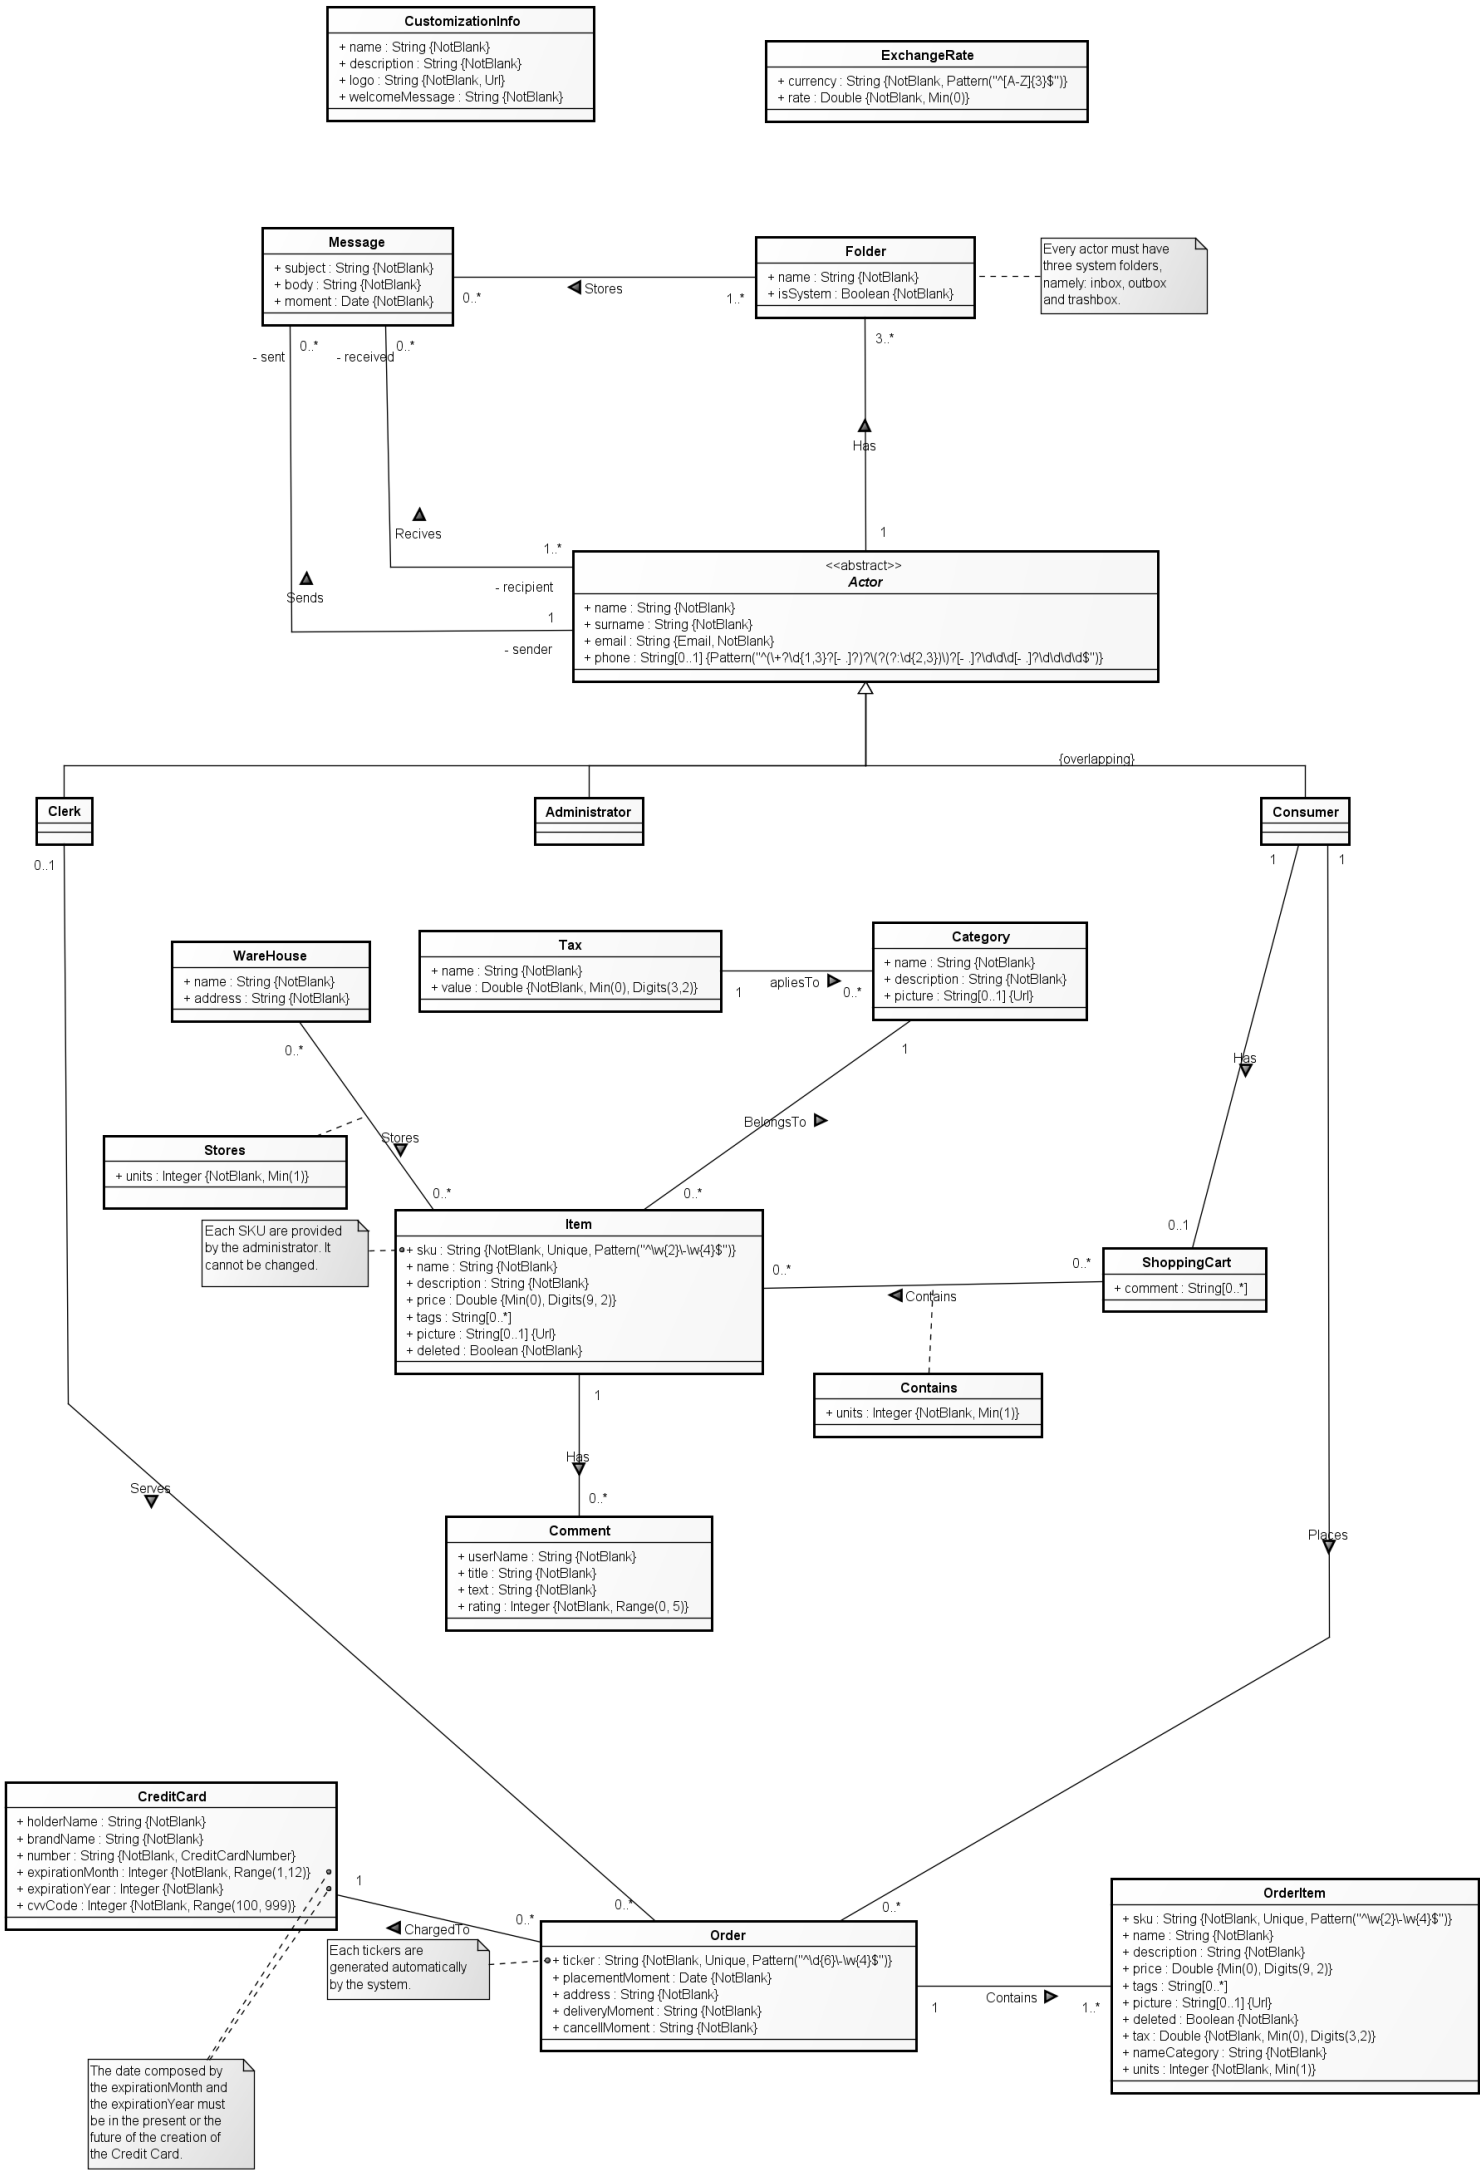 CustomizationInfo
+ name : String {NotBlank}
+ description : String {NotBlank}
+ logo : String {NotBlank, Url}
+ welcomeMessage : String {NotBlank}
ExchangeRate
+ currency : String {NotBlank, Pattern("^[A-Z]{3}$")}
+ rate : Double {NotBlank, Min(0)}
Message
+ subject : String {NotBlank}
+ body : String {NotBlank}
+ moment : Date {NotBlank}
Folder
+ name : String {NotBlank}
+ isSystem : Boolean {NotBlank}
Every actor must have
three system folders,
namely: inbox, outbox
and trashbox.
0..*
Stores
1..*
- sent
0..*
- received
0..*
3..*
Has
1
Recives
1..*
- recipient
Sends
1
- sender
<<abstract>>
Actor
+ name : String {NotBlank}
+ surname : String {NotBlank}
+ email : String {Email, NotBlank}
+ phone : String[0..1] {Pattern("^(\+?\d{1,3}?[- .]?)?\(?(?:\d{2,3})\)?[- .]?\d\d\d[- .]?\d\d\d\d$")}
{overlapping}
Clerk
Administrator
Consumer
0..1
1
1
WareHouse
+ name : String {NotBlank}
+ address : String {NotBlank}
Tax
+ name : String {NotBlank}
+ value : Double {NotBlank, Min(0), Digits(3,2)}
Category
+ name : String {NotBlank}
+ description : String {NotBlank}
+ picture : String[0..1] {Url}
1
apliesTo
0..*
0..*
1
Has
Stores
BelongsTo
Stores
+ units : Integer {NotBlank, Min(1)}
0..*
0..*
0..1
Each SKU are provided
by the administrator. It
cannot be changed.
Item
+ sku : String {NotBlank, Unique, Pattern("^\w{2}\-\w{4}$")}
+ name : String {NotBlank}
+ description : String {NotBlank}
+ price : Double {Min(0), Digits(9, 2)}
+ tags : String[0..*]
+ picture : String[0..1] {Url}
+ deleted : Boolean {NotBlank}
0..*
Contains
0..*
ShoppingCart
+ comment : String[0..*]
Contains
+ units : Integer {NotBlank, Min(1)}
1
Has
0..*
Serves
Places
Comment
+ userName : String {NotBlank}
+ title : String {NotBlank}
+ text : String {NotBlank}
+ rating : Integer {NotBlank, Range(0, 5)}
CreditCard
+ holderName : String {NotBlank}
+ brandName : String {NotBlank}
+ number : String {NotBlank, CreditCardNumber}
+ expirationMonth : Integer {NotBlank, Range(1,12)}
+ expirationYear : Integer {NotBlank}
+ cvvCode : Integer {NotBlank, Range(100, 999)}
1
ChargedTo
0..*
0..*
0..*
Each tickers are
generated automatically
by the system.
Order
+ ticker : String {NotBlank, Unique, Pattern("^\d{6}\-\w{4}$")}
+ placementMoment : Date {NotBlank}
+ address : String {NotBlank}
+ deliveryMoment : String {NotBlank}
+ cancellMoment : String {NotBlank}
1
Contains
1..*
OrderItem
+ sku : String {NotBlank, Unique, Pattern("^\w{2}\-\w{4}$")}
+ name : String {NotBlank}
+ description : String {NotBlank}
+ price : Double {Min(0), Digits(9, 2)}
+ tags : String[0..*]
+ picture : String[0..1] {Url}
+ deleted : Boolean {NotBlank}
+ tax : Double {NotBlank, Min(0), Digits(3,2)}
+ nameCategory : String {NotBlank}
+ units : Integer {NotBlank, Min(1)}
The date composed by
the expirationMonth and
the expirationYear must
be in the present or the
future of the creation of
the Credit Card.